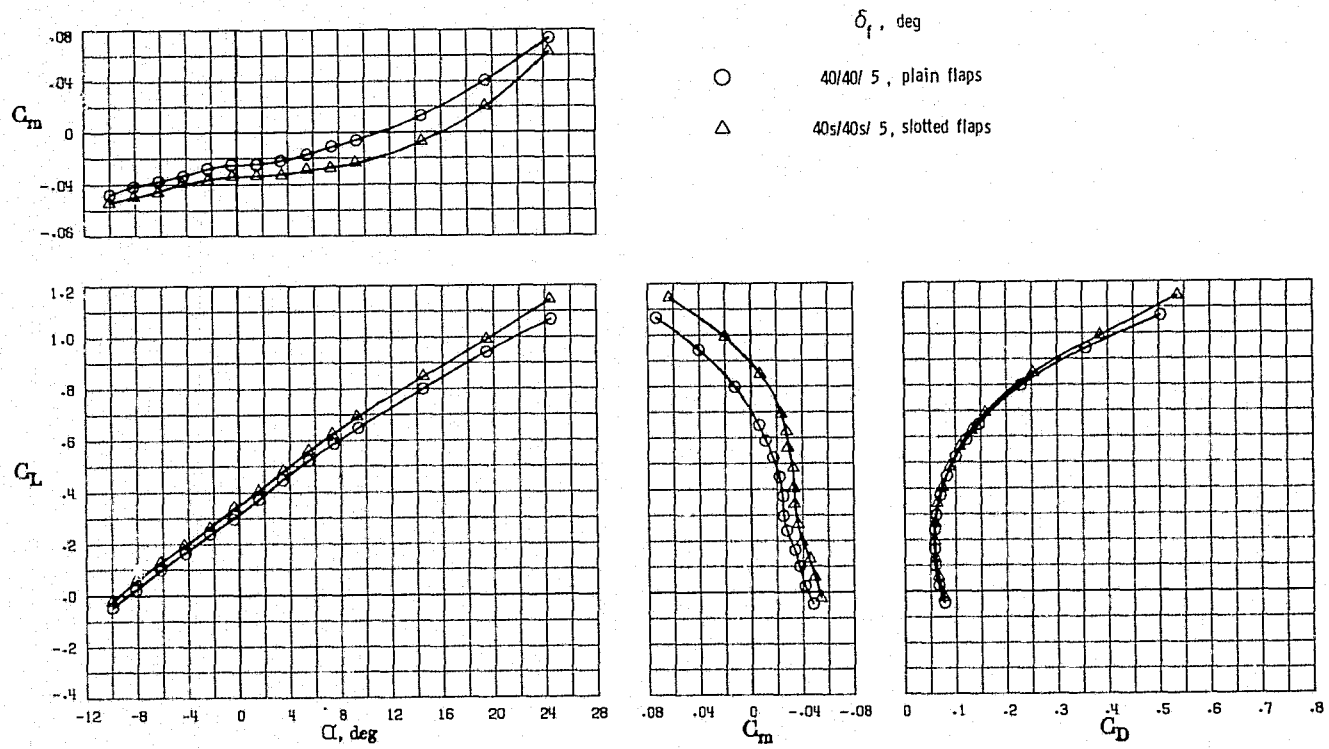 δf , deg
40/40/ 5 , plain flaps
40s/40s/ 5, slotted flaps
.08
.04
0
-.04
-.08
Cm
1.2
1.0
.8
.6
.4
.2
.0
-.2
-.4
CL
-12 -8 -4 0 4 8 12 16 20 24 28
α, deg
.08 .04 0 -.04 -.08
Cm
0 .1 .2 .3 .4 .5 .6 .7 .8
CD